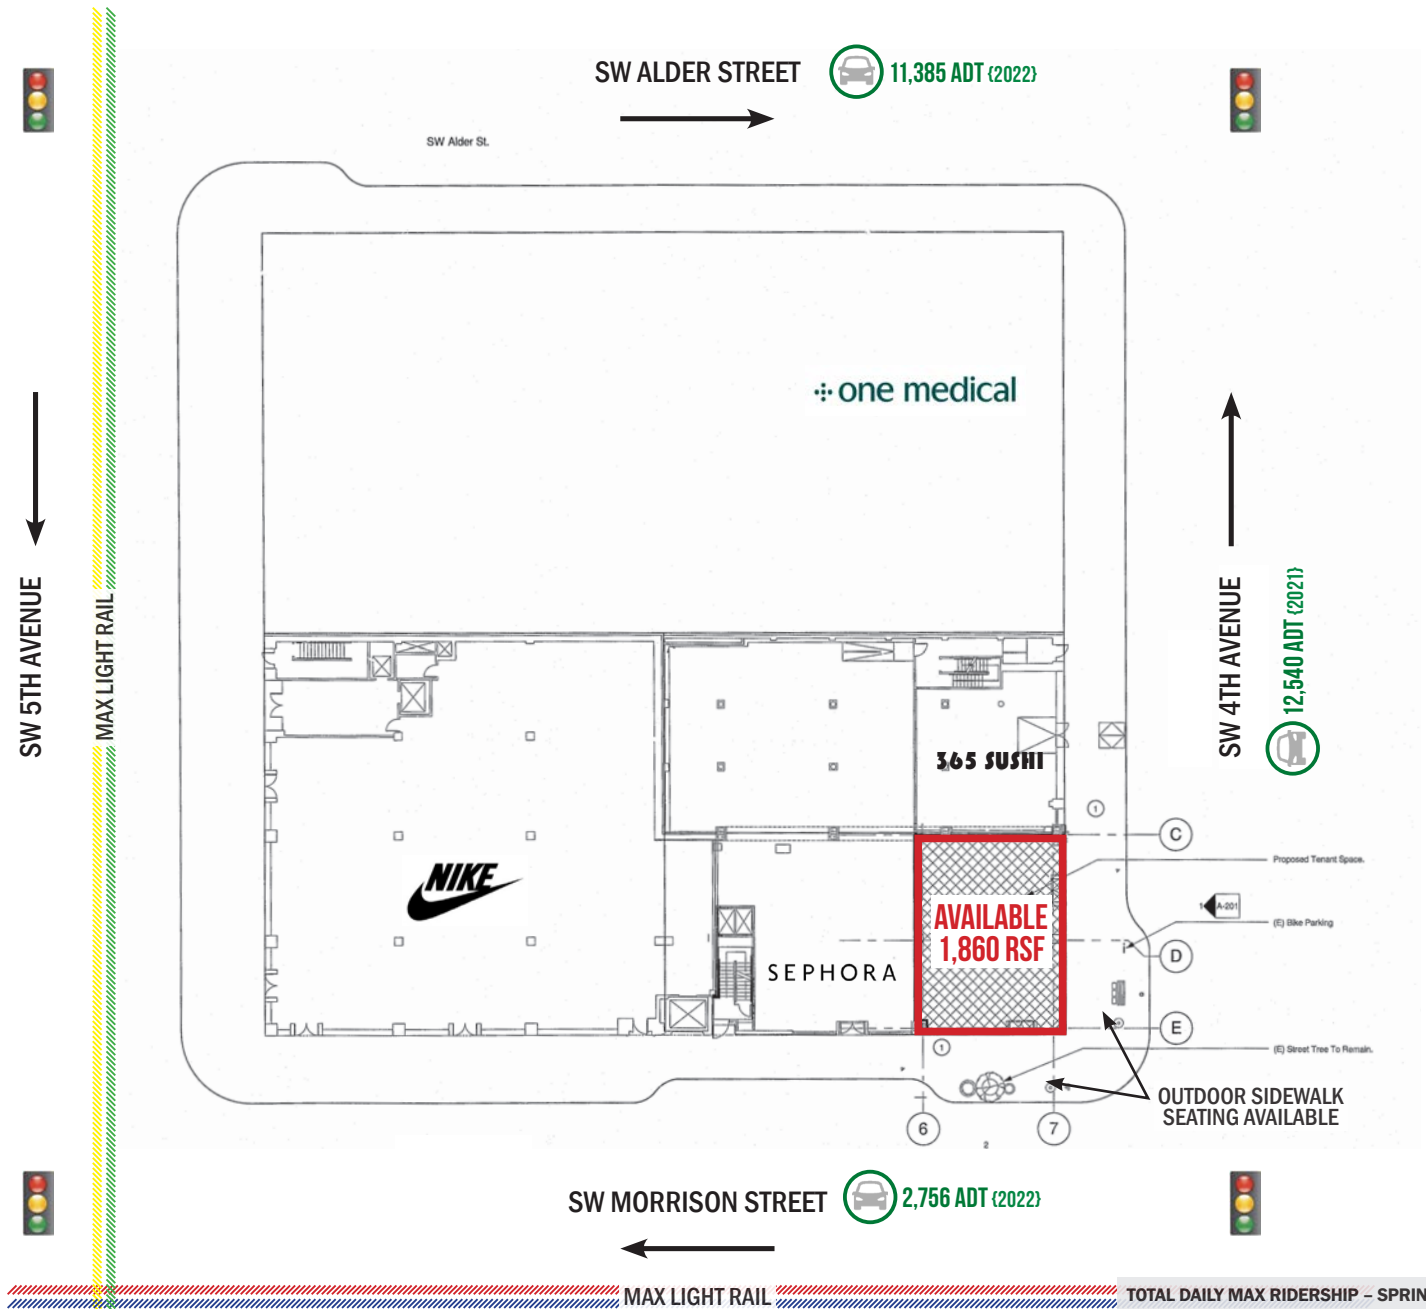 SW ALDER STREET
11,385 ADT {2022}
SW Alder St.
one medical
SW 5TH AVENUE
MAX LIGHT RAIL
SW 4TH AVENUE
12,540 ADT {2021}
365 SUSHI
1
C
Proposed Tenant Space.
NIKE
AVAILABLE
1,860 RSF
1 A-201
(E) Bike Parking
D
SEPHORA
E
1
(E) Street Tree To Remain.
OUTDOOR SIDEWALK
SEATING AVAILABLE
6
7
2
SW MORRISON STREET
2,756 ADT {2022}
MAX LIGHT RAIL
TOTAL DAILY MAX RIDERSHIP – SPRIN